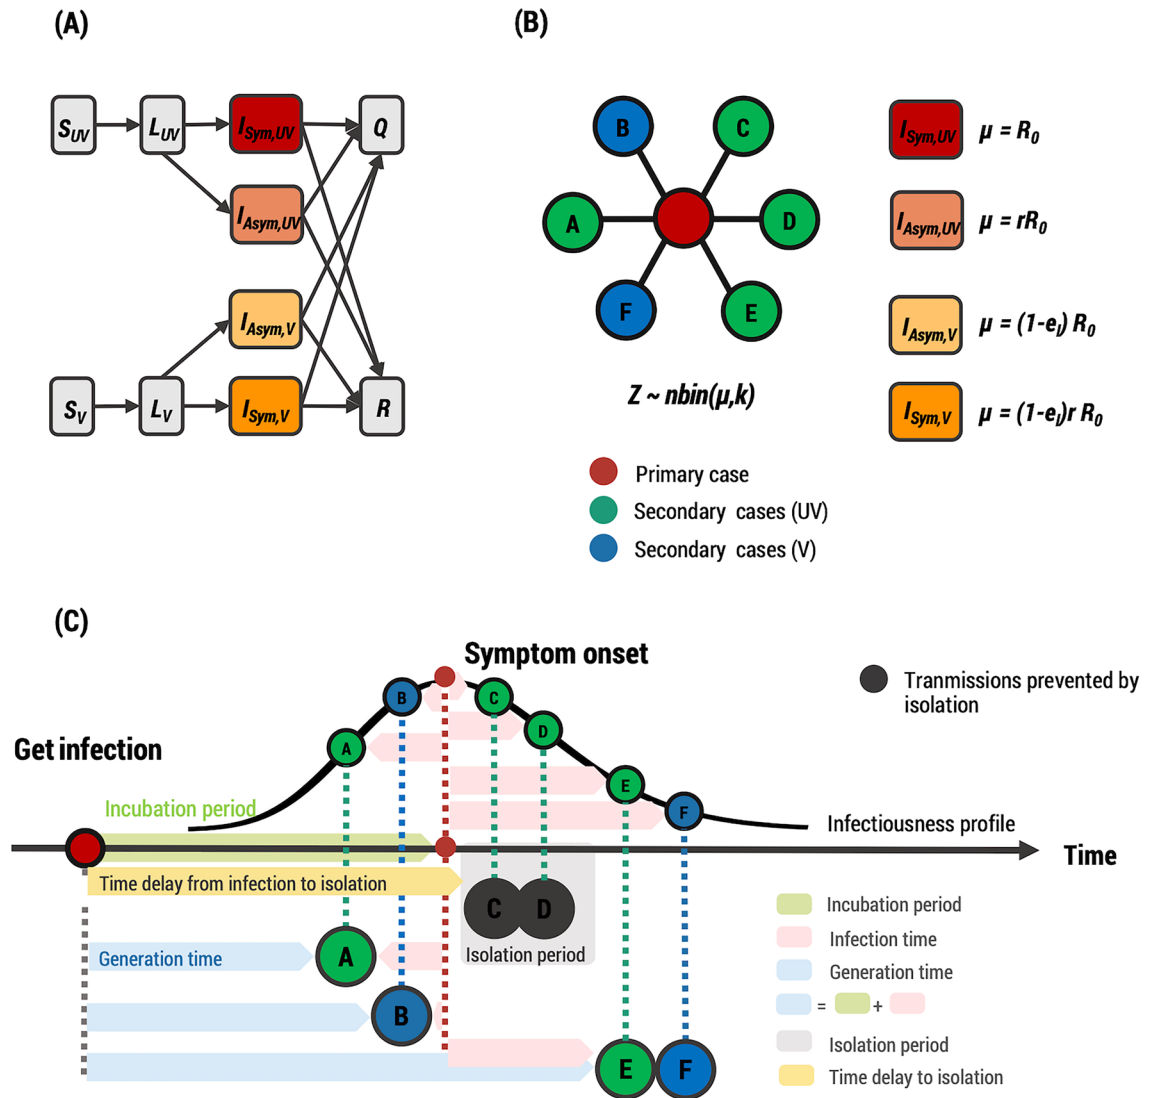 (A)
S_UV
L_UV
I_Sym,UV
Q
I_Asym,UV
I_Asym,V
S_V
L_V
I_Sym,V
R
(B)
B
C
A
D
F
E
Z ~ nbin(μ,k)
Primary case
Secondary cases (UV)
Secondary cases (V)
I_Sym,UV μ = R_0
I_Asym,UV μ = rR_0
I_Asym,V μ = (1-e_I) R_0
I_Sym,V μ = (1-e_I)r R_0
(C)
Symptom onset
Get infection
Incubation period
A
B
C
D
E
F
Tranmissions prevented by
isolation
Infectiousness profile
Time
Time delay from infection to isolation
C
D
Isolation period
Generation time
A
B
E
F
Incubation period
Infection time
Generation time
= +
Isolation period
Time delay to isolation